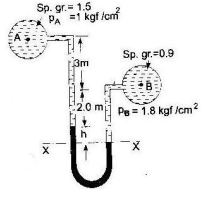 Sp. gr. = 1.5
pA =1 kgf /cm²
A
3m
Sp. gr.=0.9
B
2.0 m
pB = 1.8 kgf /cm²
h
X X